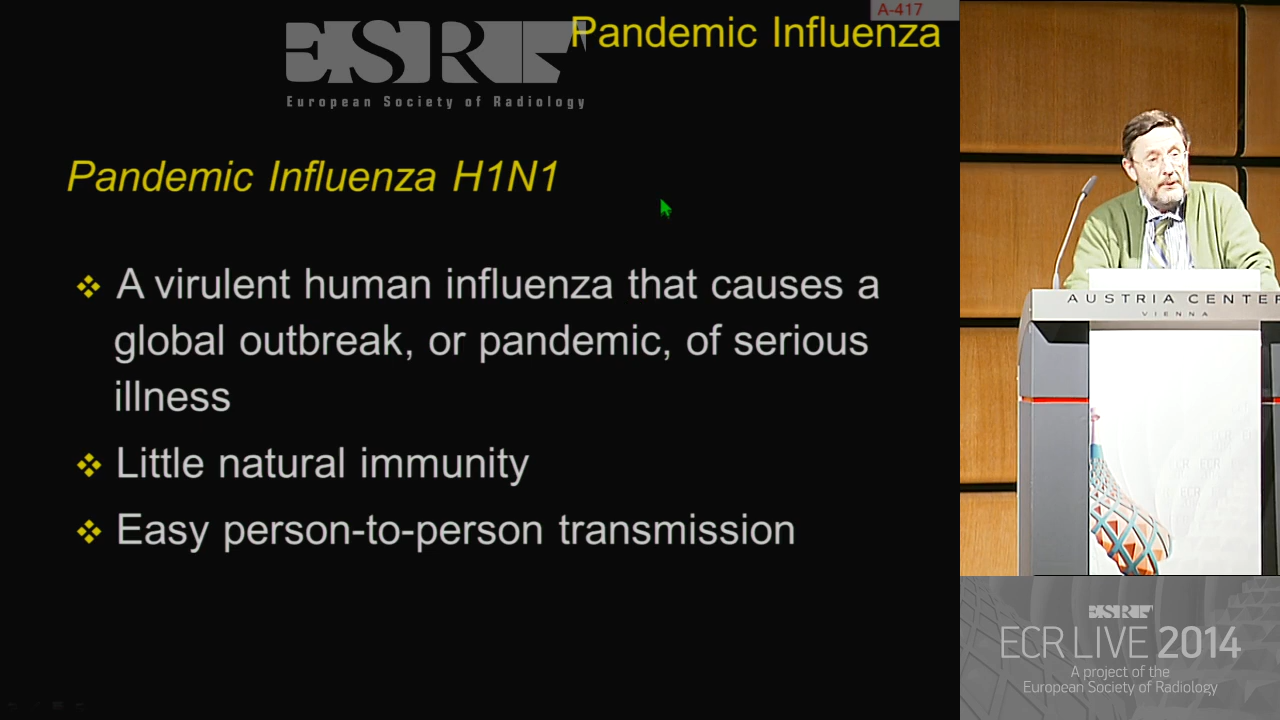 A-417
ESR
Pandemic Influenza
European Society of Radiology
Pandemic Influenza H1N1
A virulent human influenza that causes a
global outbreak, or pandemic, of serious
illness
Little natural immunity
Easy person-to-person transmission
AUSTRIA CENTER
VIENNA
ESR
ECR LIVE 2014
A project of the
European Society of Radiology